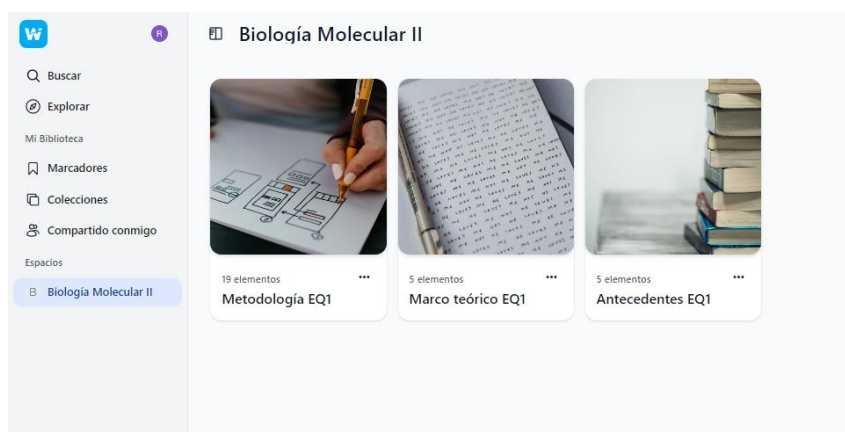 W
R
Biología Molecular II
Buscar
Explorar
Mi Biblioteca
Marcadores
Colecciones
Compartido conmigo
Espacios
B Biología Molecular II
19 elementos
Metodología EQ1
5 elementos
Marco teórico EQ1
5 elementos
Antecedentes EQ1